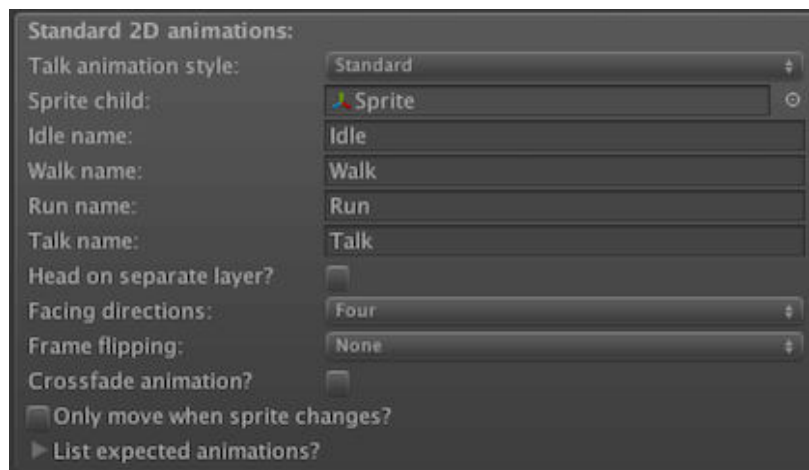 Standard 2D animations:
Talk animation style: Standard
Sprite child: Sprite
Idle name: Idle
Walk name: Walk
Run name: Run
Talk name: Talk
Head on separate layer?
Facing directions: Four
Frame flipping: None
Crossfade animation?
Only move when sprite changes?
List expected animations?